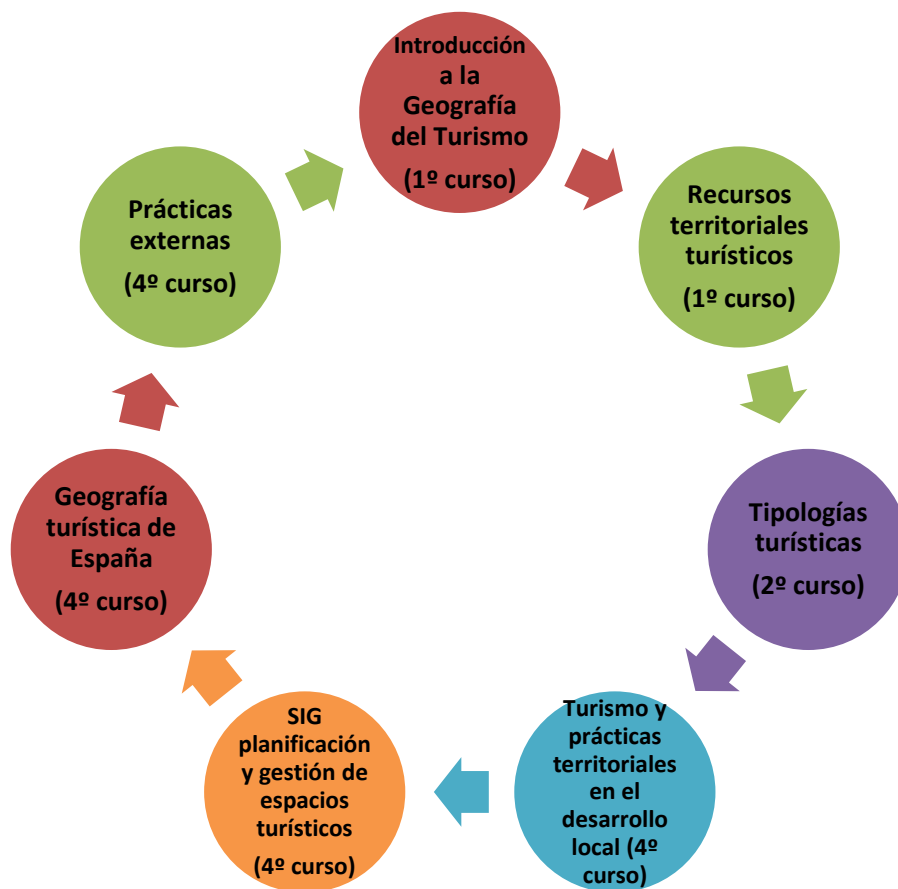 Introducción
a la
Geografía
del Turismo
(1º curso)
Recursos
territoriales
turísticos
(1º curso)
Tipologías
turísticas
(2º curso)
Turismo y
prácticas
territoriales
en el
desarrollo
local (4º
curso)
SIG
planificación
y gestión de
espacios
turísticos
(4º curso)
Geografía
turística de
España
(4º curso)
Prácticas
externas
(4º curso)